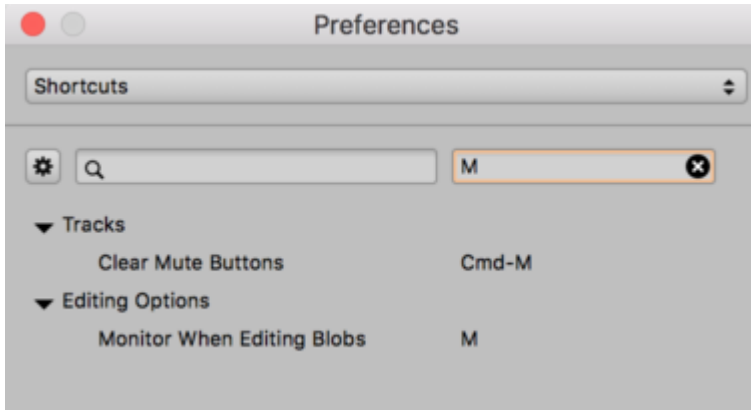 Preferences
Shortcuts
M
Tracks
Clear Mute Buttons Cmd-M
Editing Options
Monitor When Editing Blobs M